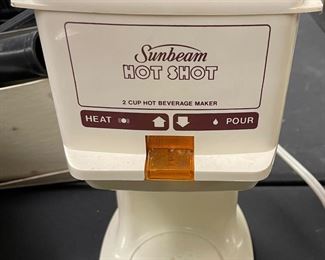 Sunbeam
HOT SHOT
2 CUP HOT BEVERAGE MAKER
HEAT POUR